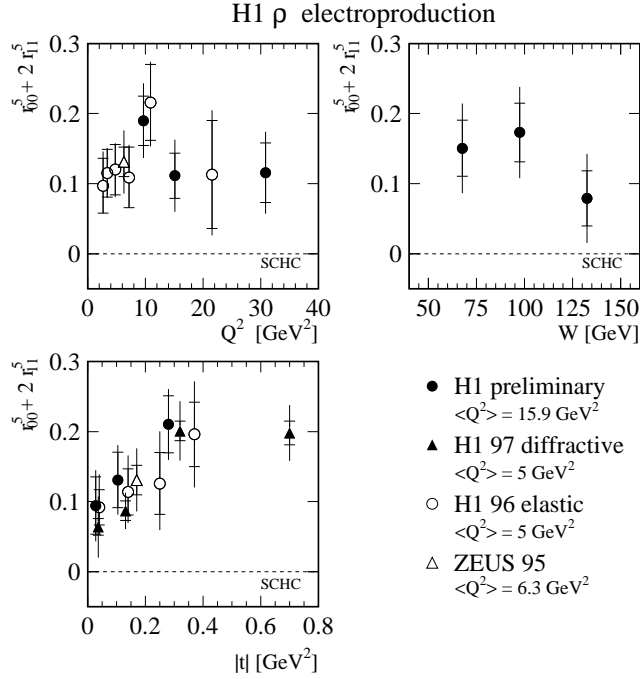 H1 ρ electroproduction
r⁵₀₀ + 2 r⁵₁₁
0.3
0.2
0.1
0
SCHC
0 10 20 30 40
Q² [GeV²]
r⁵₀₀ + 2 r⁵₁₁
0.3
0.2
0.1
0
SCHC
50 75 100 125 150
W [GeV]
r⁵₀₀ + 2 r⁵₁₁
0.3
0.2
0.1
0
SCHC
0 0.2 0.4 0.6 0.8
|t| [GeV²]
H1 preliminary
<Q²> = 15.9 GeV²
H1 97 diffractive
<Q²> = 5 GeV²
H1 96 elastic
<Q²> = 5 GeV²
ZEUS 95
<Q²> = 6.3 GeV²